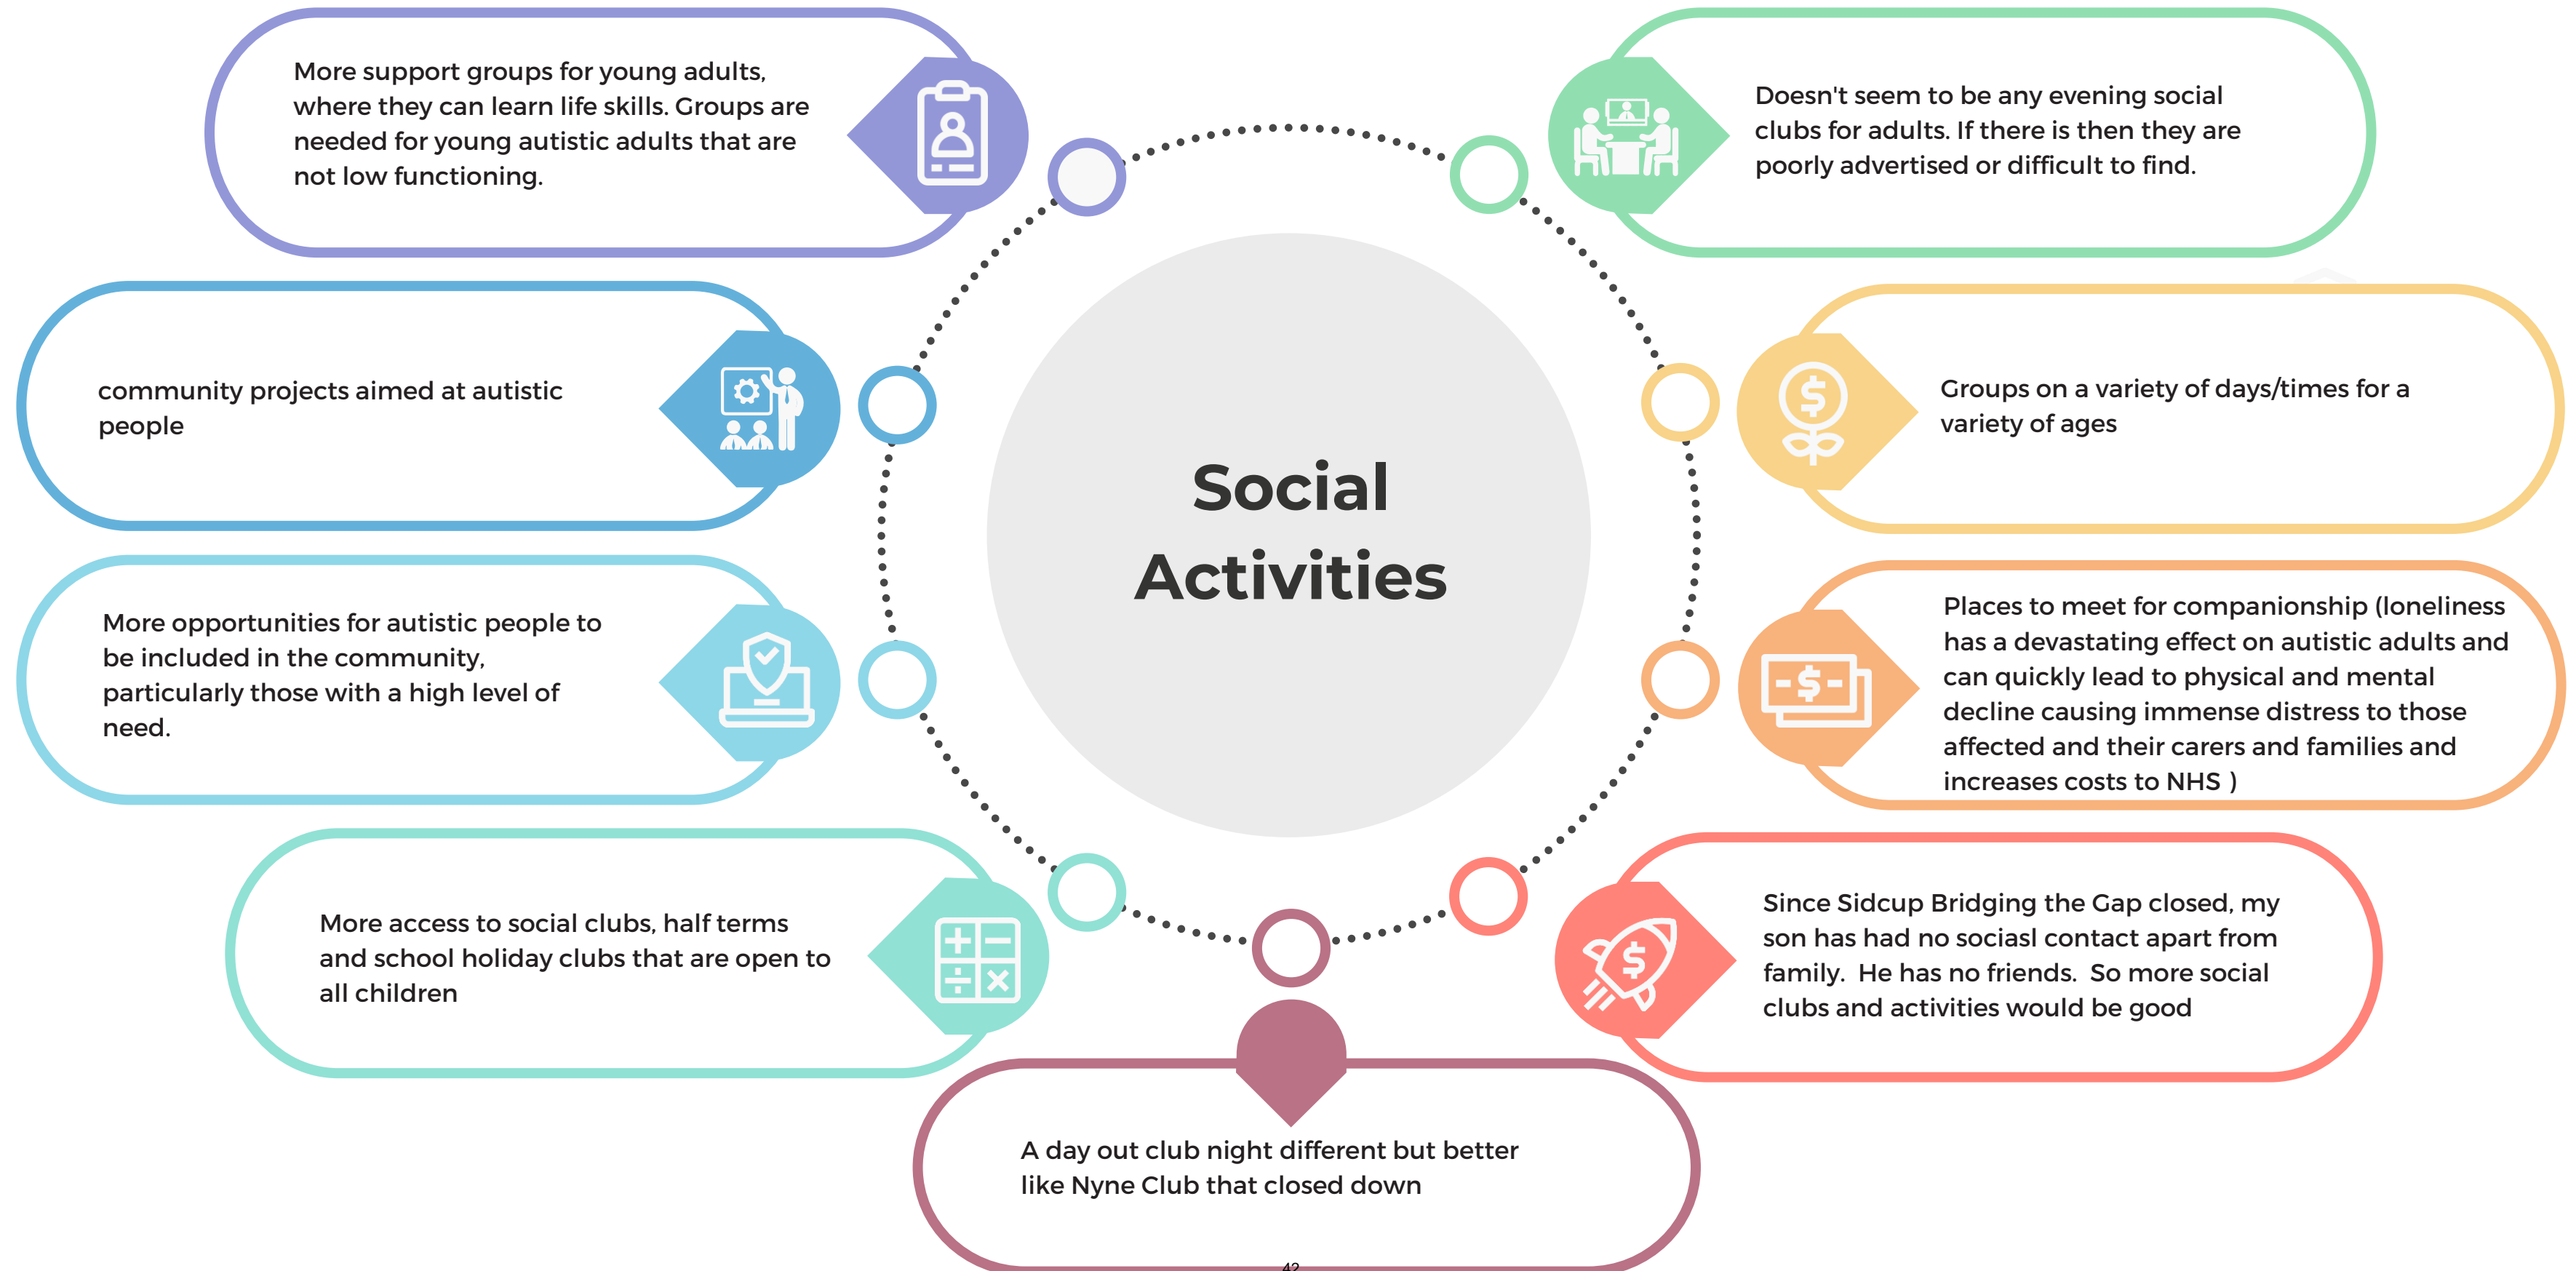 More support groups for young adults,
where they can learn life skills. Groups are
needed for young autistic adults that are
not low functioning.
Doesn't seem to be any evening social
clubs for adults. If there is then they are
poorly advertised or difficult to find.
community projects aimed at autistic
people
Groups on a variety of days/times for a
variety of ages
Social
Activities
More opportunities for autistic people to
be included in the community,
particularly those with a high level of
need.
Places to meet for companionship (loneliness
has a devastating effect on autistic adults and
can quickly lead to physical and mental
decline causing immense distress to those
affected and their carers and families and
increases costs to NHS )
More access to social clubs, half terms
and school holiday clubs that are open to
all children
Since Sidcup Bridging the Gap closed, my
son has had no sociasl contact apart from
family.  He has no friends.  So more social
clubs and activities would be good
A day out club night different but better
like Nyne Club that closed down
42